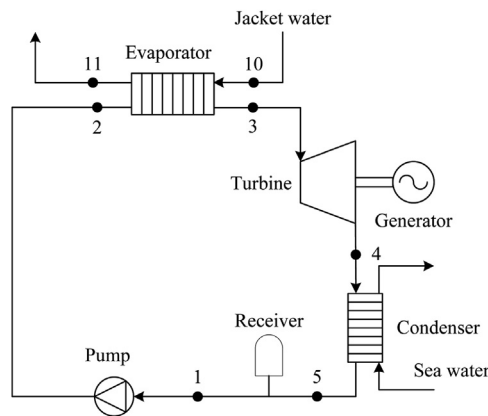 Jacket water
Evaporator
11
10
2
3
Turbine
Generator
4
Receiver
Condenser
Pump
1
5
Sea water